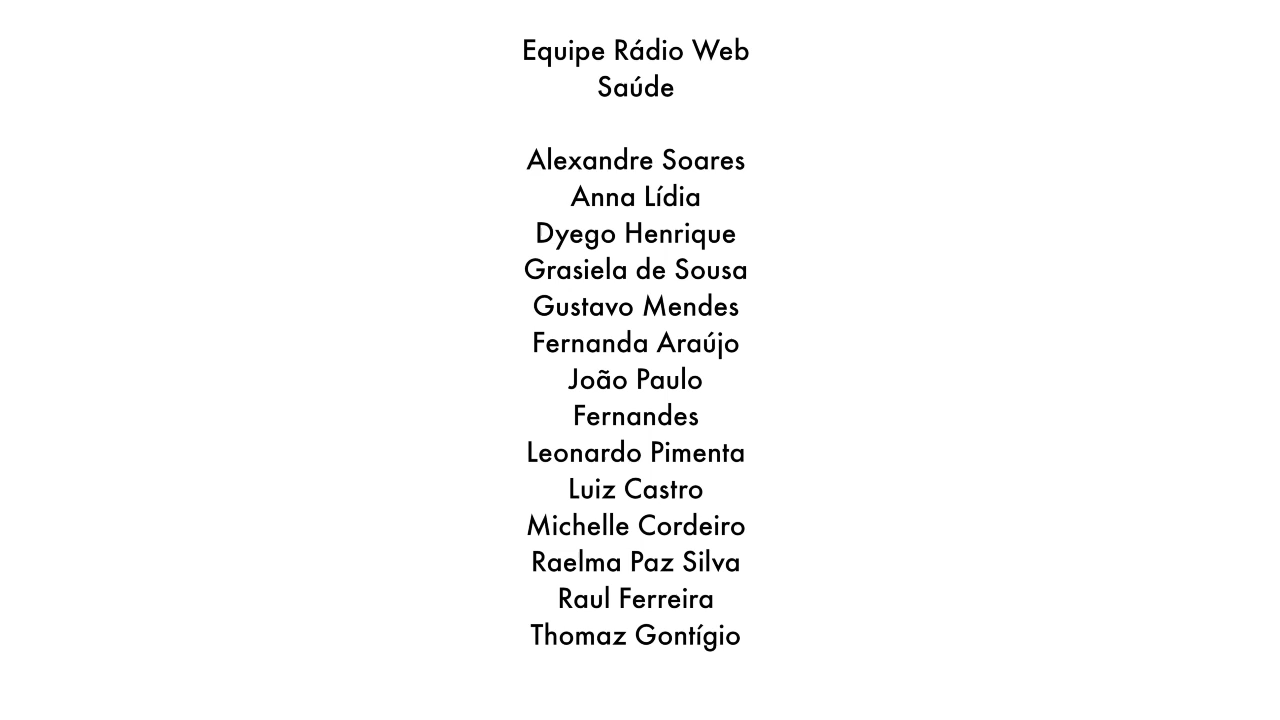 Equipe Rádio Web
Saúde
Alexandre Soares
Anna Lídia
Dyego Henrique
Grasiela de Sousa
Gustavo Mendes
Fernanda Araújo
João Paulo
Fernandes
Leonardo Pimenta
Luiz Castro
Michelle Cordeiro
Raelma Paz Silva
Raul Ferreira
Thomaz Gontígio